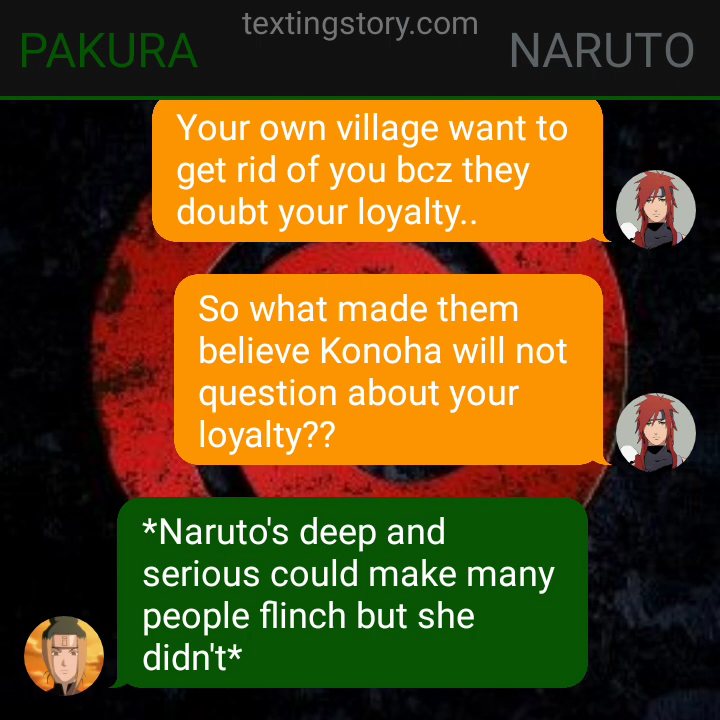 textingstory.com
PAKURA
NARUTO
Your own village want to
get rid of you bcz they
doubt your loyalty..
So what made them
believe Konoha will not
question about your
loyalty??
*Naruto's deep and
serious could make many
people flinch but she
didn't*